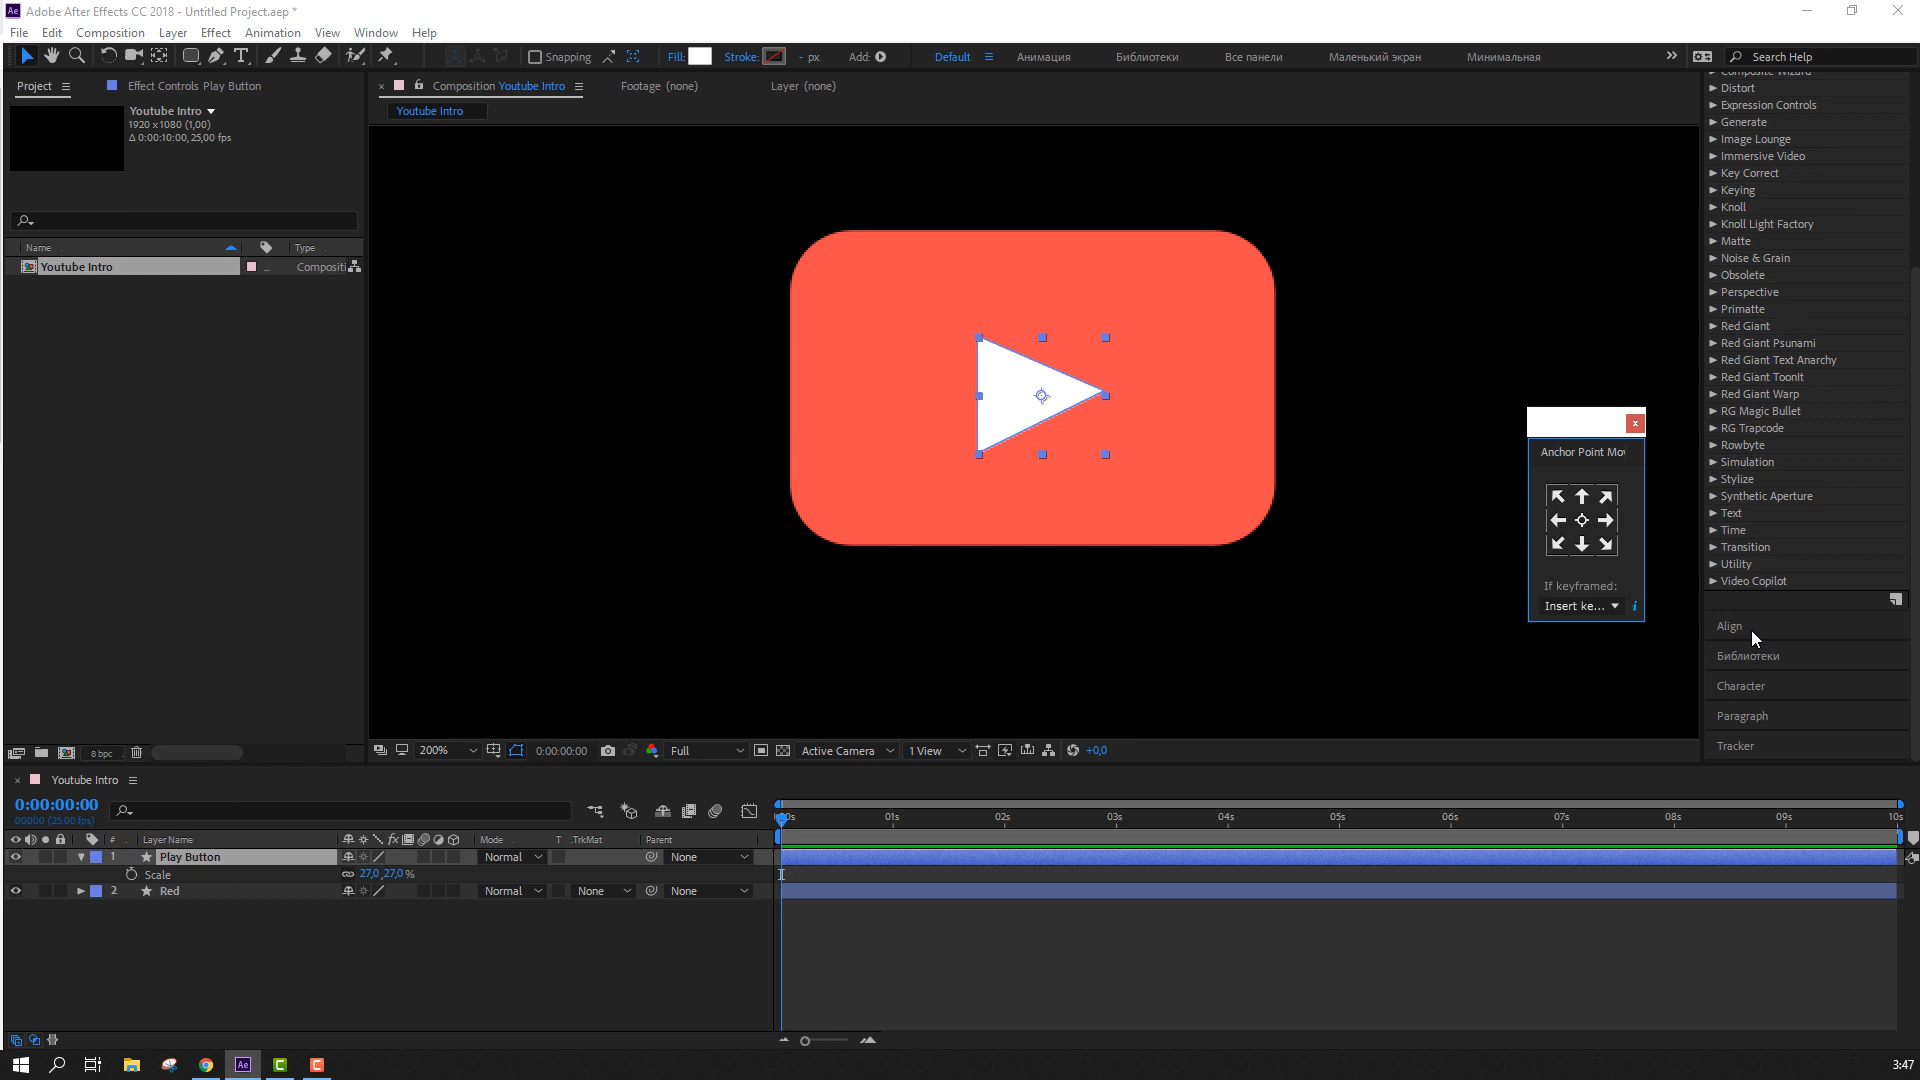 Adobe After Effects CC 2018 - Untitled Project.aep *
File Edit Composition Layer Effect Animation View Window Help
Snapping Fill: Stroke: - px Add: Default Анимация Библиотеки Все панели Маленький экран Минимальная Search Help
Project Effect Controls Play Button
Composition Youtube Intro Footage (none) Layer (none)
Youtube Intro
Youtube Intro
1920 x 1080 (1,00)
Δ 0:00:10:00, 25,00 fps
Name Type
Youtube Intro Compositi
8 bpc
Distort
Expression Controls
Generate
Image Lounge
Immersive Video
Key Correct
Keying
Knoll
Knoll Light Factory
Matte
Noise & Grain
Obsolete
Perspective
Primatte
Red Giant
Red Giant Psunami
Red Giant Text Anarchy
Red Giant ToonIt
Red Giant Warp
RG Magic Bullet
RG Trapcode
Rowbyte
Simulation
Stylize
Synthetic Aperture
Text
Time
Transition
Utility
Video Copilot
Anchor Point Mov
If keyframed:
Insert ke...
Align
Библиотеки
Character
Paragraph
Tracker
200% 0:00:00:00 Full Active Camera 1 View +0,0
Youtube Intro
0:00:00:00
00000 (25.00 fps)
01s 02s 03s 04s 05s 06s 07s 08s 09s 10s
# Layer Name Mode T .TrkMat Parent
1 Play Button Normal None
Scale 27,0,27,0 %
2 Red Normal None None
3:47